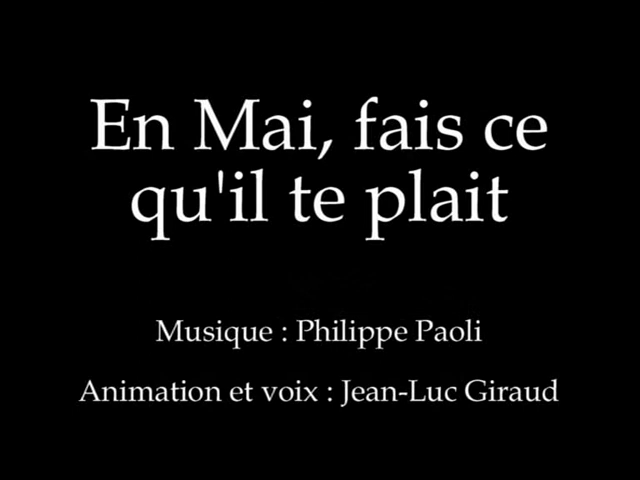 En Mai, fais ce
qu'il te plait
Musique : Philippe Paoli
Animation et voix : Jean-Luc Giraud